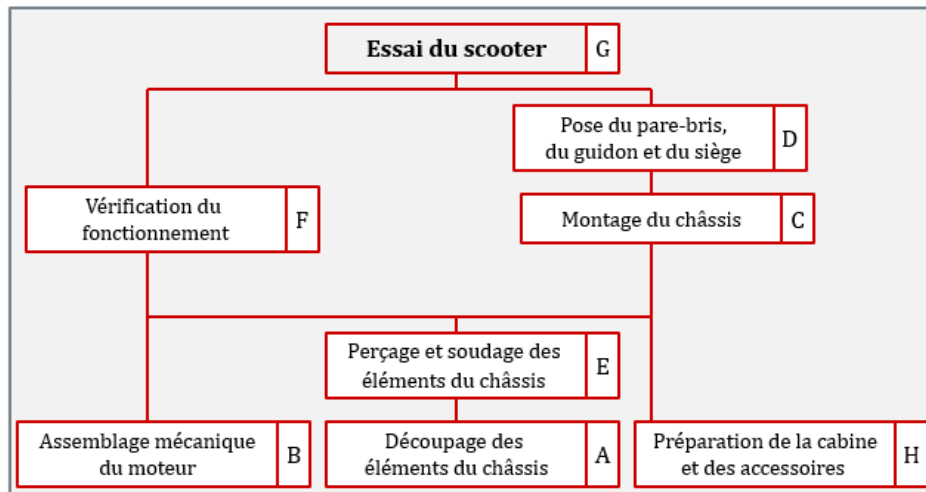 Essai du scooter G
Pose du pare-bris,
du guidon et du siège D
Vérification du
fonctionnement F
Montage du châssis C
Perçage et soudage des
éléments du châssis E
Assemblage mécanique
du moteur B
Découpage des
éléments du châssis A
Préparation de la cabine
et des accessoires H